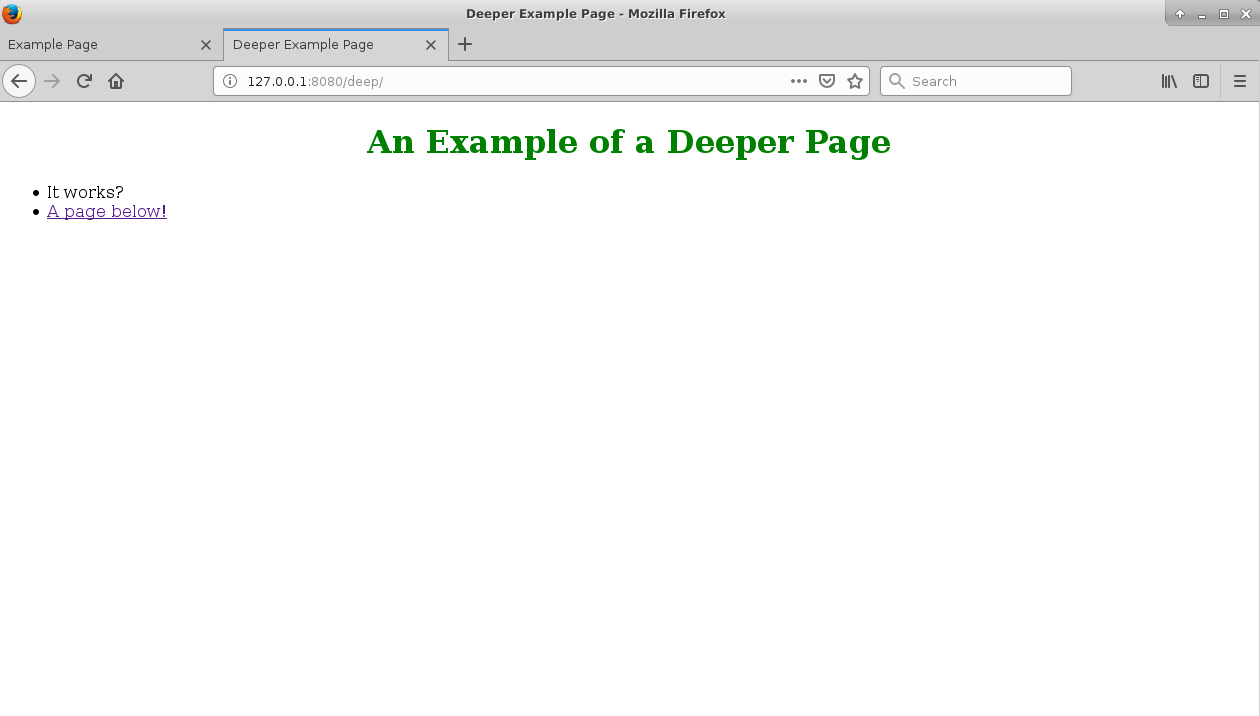 Deeper Example Page - Mozilla Firefox
Example Page
Deeper Example Page
127.0.0.1:8080/deep/
Search
An Example of a Deeper Page
It works?
A page below!